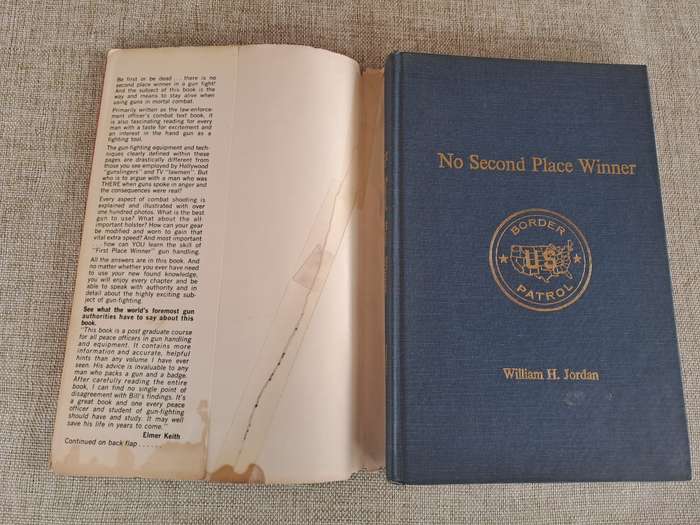 Be first or be dead . . . there is no
second place winner in a gun fight!
And the subject of this book is the
way and means to stay alive when
using guns in mortal combat.
Primarily written as the law-enforce-
ment officer's combat text book, it
is also fascinating reading for every
man with a taste for excitement and
an interest in the hand gun as a
fighting tool.
The gun-fighting equipment and tech-
niques clearly defined within these
pages are drastically different from
those you see employed by Hollywood
"gunslingers" and TV "lawmen". But
who is to argue with a man who was
THERE when guns spoke in anger and
the consequences were real?
Every aspect of combat shooting is
explained and illustrated with over
one hundred photos. What is the best
gun to use? What about the all-
important holster? How can your gear
be modified and worn to gain that
vital extra speed? And most important
. . . how can YOU learn the skill of
"First Place Winner" gun handling.
All the answers are in this book. And
no matter whether you ever have need
to use your new found knowledge,
you will enjoy every chapter and be
able to speak with authority and in
detail about the highly exciting sub-
ject of gun-fighting.
See what the world's foremost gun
authorities have to say about this
book.
"This book is a post graduate course
for all peace officers in gun handling
and equipment. It contains more
information and accurate, helpful
hints than any volume I have ever
seen. His advice is invaluable to any
man who packs a gun and a badge.
After carefully reading the entire
book, I can find no single point of
disagreement with Bill's findings. It's
a great book and one every peace
officer and student of gun-fighting
should have and study. It may well
save his life in years to come."
Elmer Keith
Continued on back flap . . . . . .
No Second Place Winner
BORDER
US
PATROL
William H. Jordan